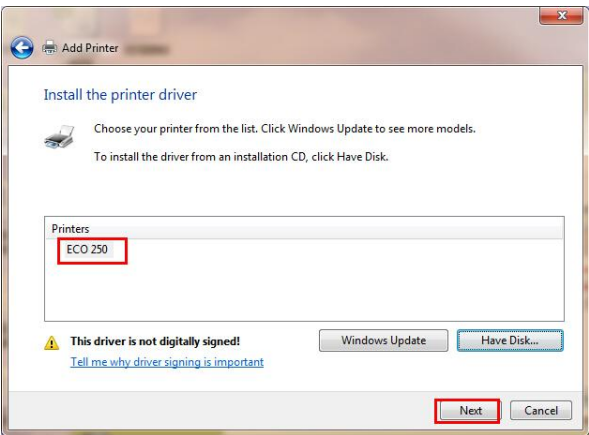 Add Printer
Install the printer driver
Choose your printer from the list. Click Windows Update to see more models.
To install the driver from an installation CD, click Have Disk.
Printers
ECO 250
This driver is not digitally signed!
Windows Update
Have Disk...
Tell me why driver signing is important
Next
Cancel